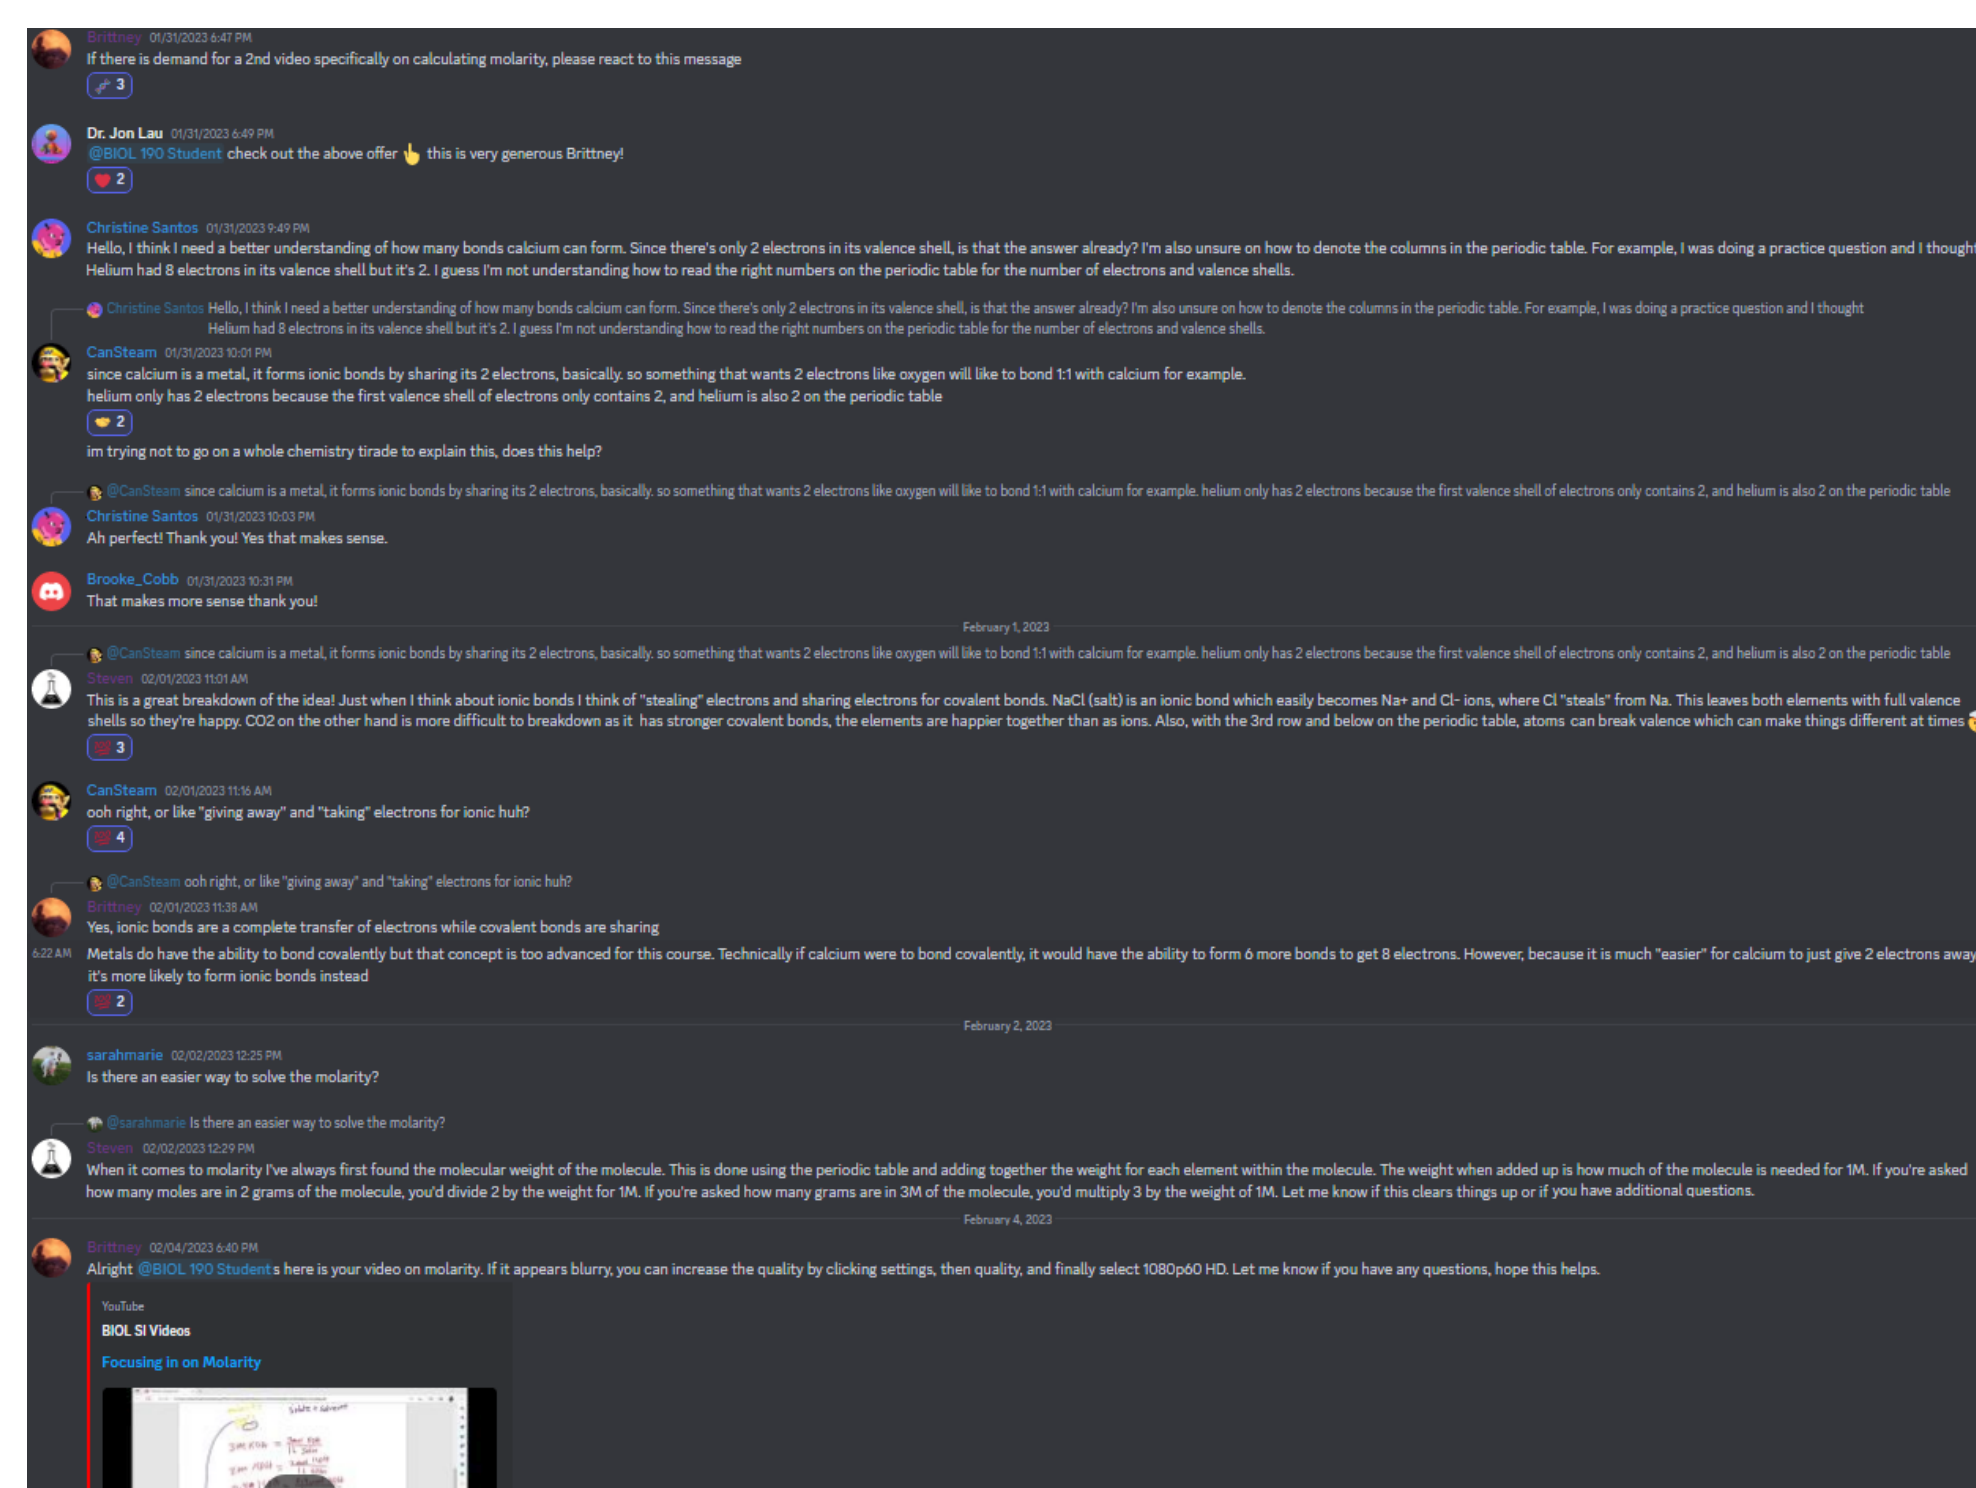 Brittney 01/31/2023 6:47 PM
If there is demand for a 2nd video specifically on calculating molarity, please react to this message
3
Dr. Jon Lau 01/31/2023 6:49 PM
@BIOL 190 Student check out the above offer 👆 this is very generous Brittney!
2
Christine Santos 01/31/2023 9:49 PM
Hello, I think I need a better understanding of how many bonds calcium can form. Since there's only 2 electrons in its valence shell, is that the answer already? I'm also unsure on how to denote the columns in the periodic table. For example, I was doing a practice question and I thought
Helium had 8 electrons in its valence shell but it's 2. I guess I'm not understanding how to read the right numbers on the periodic table for the number of electrons and valence shells.
Christine Santos Hello, I think I need a better understanding of how many bonds calcium can form. Since there's only 2 electrons in its valence shell, is that the answer already? I'm also unsure on how to denote the columns in the periodic table. For example, I was doing a practice question and I thought
Helium had 8 electrons in its valence shell but it's 2. I guess I'm not understanding how to read the right numbers on the periodic table for the number of electrons and valence shells.
CanSteam 01/31/2023 10:01 PM
since calcium is a metal, it forms ionic bonds by sharing its 2 electrons, basically. so something that wants 2 electrons like oxygen will like to bond 1:1 with calcium for example.
helium only has 2 electrons because the first valence shell of electrons only contains 2, and helium is also 2 on the periodic table
2
im trying not to go on a whole chemistry tirade to explain this, does this help?
@CanSteam since calcium is a metal, it forms ionic bonds by sharing its 2 electrons, basically. so something that wants 2 electrons like oxygen will like to bond 1:1 with calcium for example. helium only has 2 electrons because the first valence shell of electrons only contains 2, and helium is also 2 on the periodic table
Christine Santos 01/31/2023 10:03 PM
Ah perfect! Thank you! Yes that makes sense.
Brooke_Cobb 01/31/2023 10:31 PM
That makes more sense thank you!
February 1, 2023
@CanSteam since calcium is a metal, it forms ionic bonds by sharing its 2 electrons, basically. so something that wants 2 electrons like oxygen will like to bond 1:1 with calcium for example. helium only has 2 electrons because the first valence shell of electrons only contains 2, and helium is also 2 on the periodic table
Steven 02/01/2023 11:01 AM
This is a great breakdown of the idea! Just when I think about ionic bonds I think of "stealing" electrons and sharing electrons for covalent bonds. NaCl (salt) is an ionic bond which easily becomes Na+ and Cl- ions, where Cl "steals" from Na. This leaves both elements with full valence
shells so they're happy. CO2 on the other hand is more difficult to breakdown as it has stronger covalent bonds, the elements are happier together than as ions. Also, with the 3rd row and below on the periodic table, atoms can break valence which can make things different at times
3
CanSteam 02/01/2023 11:16 AM
ooh right, or like "giving away" and "taking" electrons for ionic huh?
4
@CanSteam ooh right, or like "giving away" and "taking" electrons for ionic huh?
Brittney 02/01/2023 11:38 AM
Yes, ionic bonds are a complete transfer of electrons while covalent bonds are sharing
6:22 AM Metals do have the ability to bond covalently but that concept is too advanced for this course. Technically if calcium were to bond covalently, it would have the ability to form 6 more bonds to get 8 electrons. However, because it is much "easier" for calcium to just give 2 electrons away
it's more likely to form ionic bonds instead
2
February 2, 2023
sarahmarie 02/02/2023 12:25 PM
Is there an easier way to solve the molarity?
@sarahmarie Is there an easier way to solve the molarity?
Steven 02/02/2023 12:29 PM
When it comes to molarity I've always first found the molecular weight of the molecule. This is done using the periodic table and adding together the weight for each element within the molecule. The weight when added up is how much of the molecule is needed for 1M. If you're asked
how many moles are in 2 grams of the molecule, you'd divide 2 by the weight for 1M. If you're asked how many grams are in 3M of the molecule, you'd multiply 3 by the weight of 1M. Let me know if this clears things up or if you have additional questions.
February 4, 2023
Brittney 02/04/2023 6:40 PM
Alright @BIOL 190 Students here is your video on molarity. If it appears blurry, you can increase the quality by clicking settings, then quality, and finally select 1080p60 HD. Let me know if you have any questions, hope this helps.
YouTube
BIOL SI Videos
Focusing in on Molarity